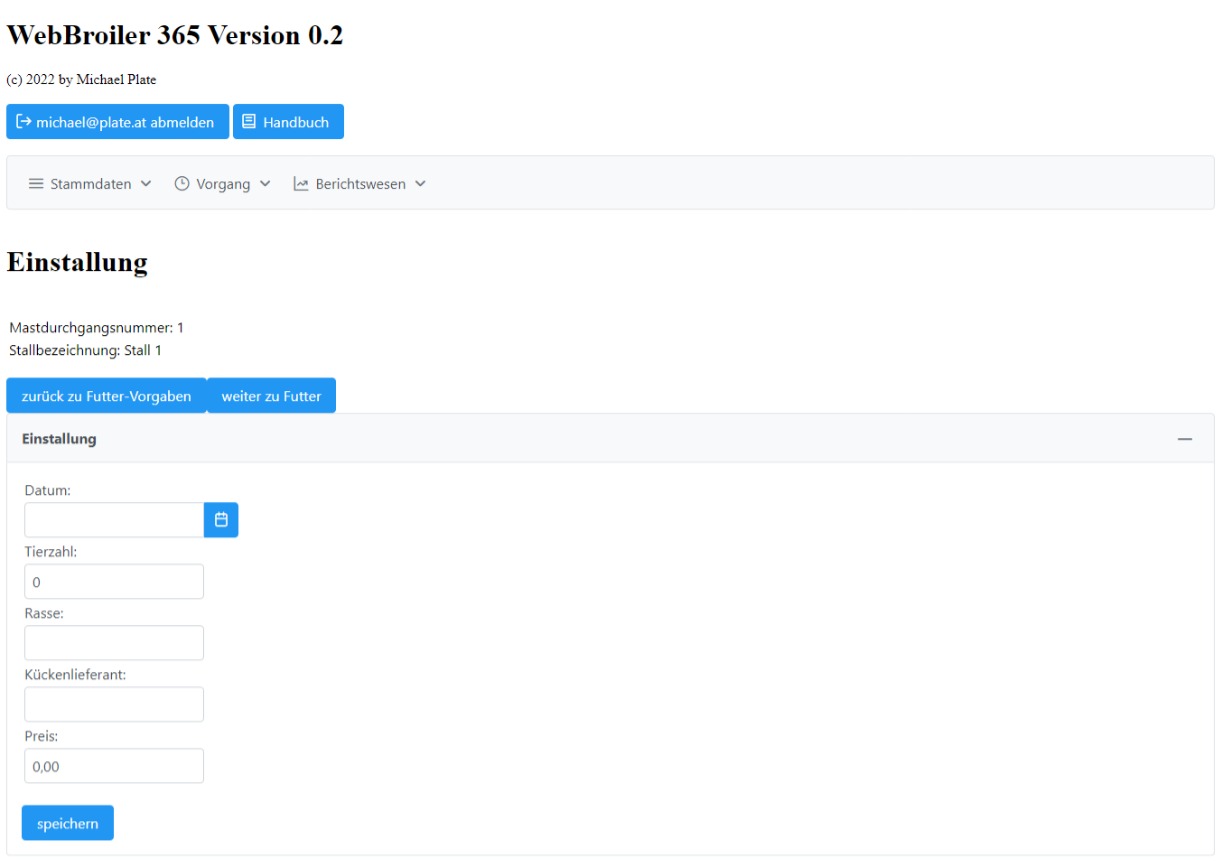 WebBroiler 365 Version 0.2
(c) 2022 by Michael Plate
michael@plate.at abmelden Handbuch
Stammdaten Vorgang Berichtswesen
Einstallung
Mastdurchgangsnummer: 1
Stallbezeichnung: Stall 1
zurück zu Futter-Vorgaben weiter zu Futter
Einstallung
Datum:
Tierzahl:
0
Rasse:
Kückenlieferant:
Preis:
0,00
speichern